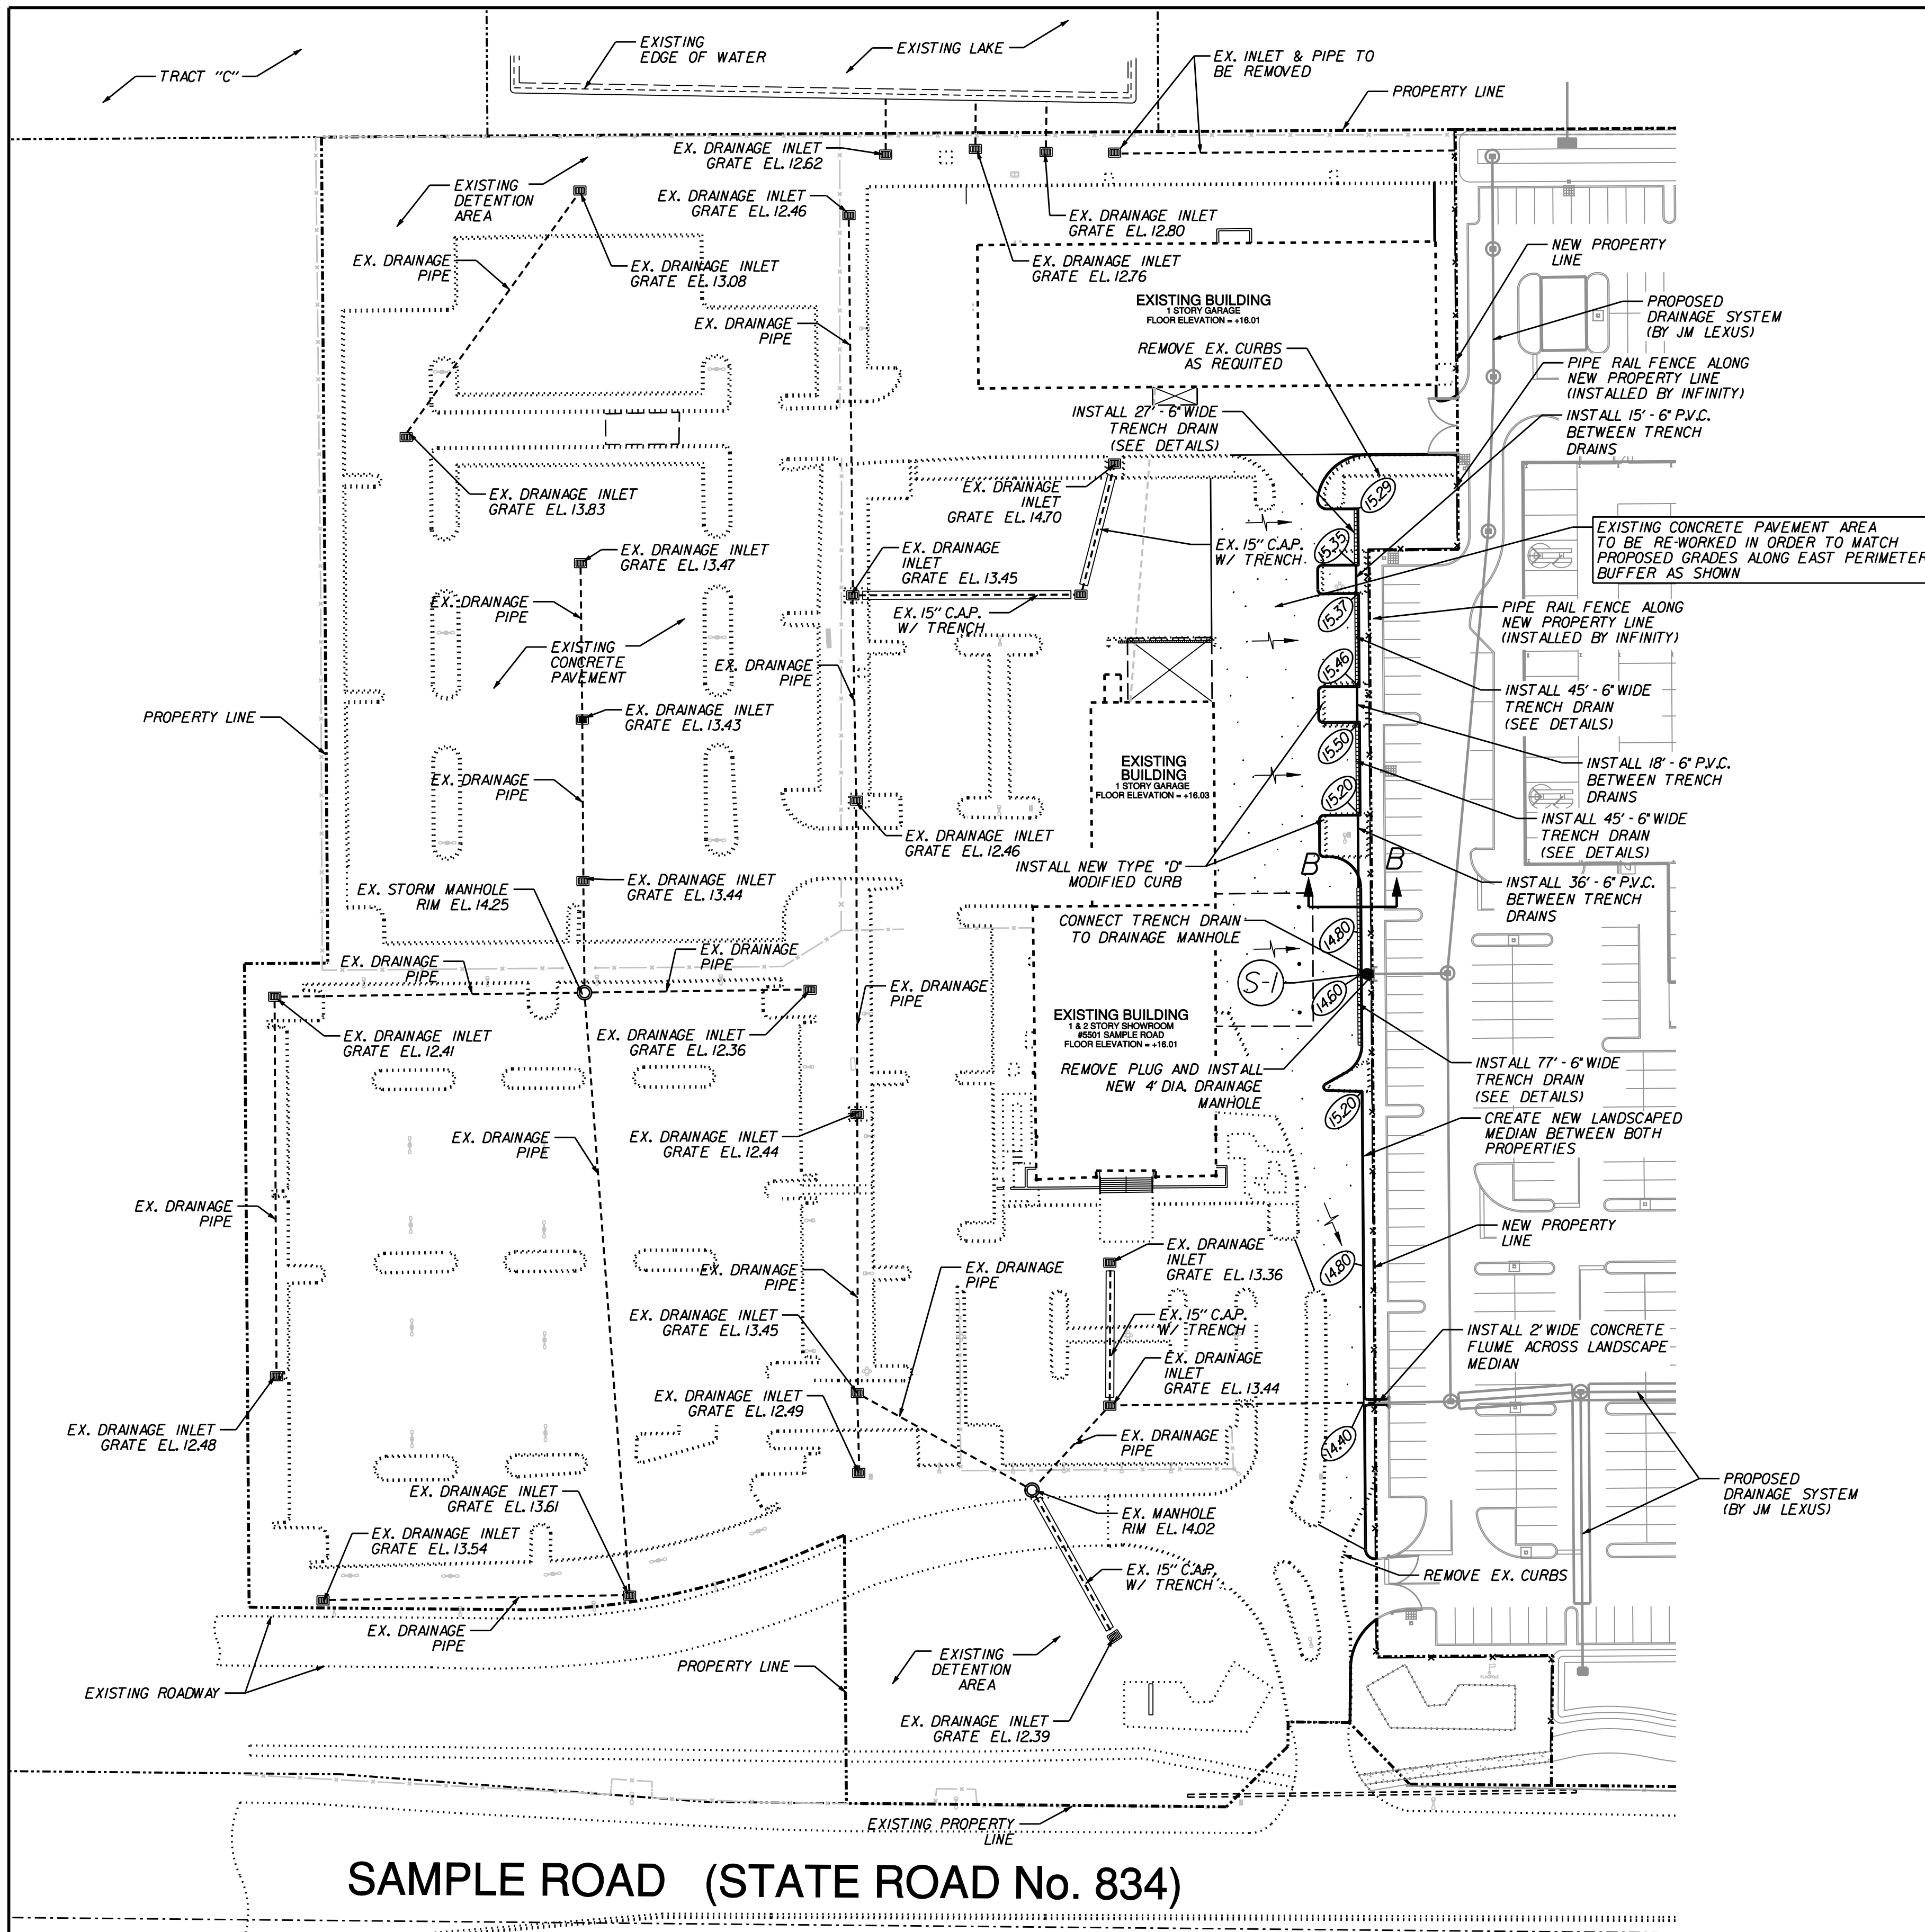 EXISTING
EDGE OF WATER
EXISTING LAKE
TRACT "C"
EX. INLET & PIPE TO
BE REMOVED
PROPERTY LINE
EX. DRAINAGE INLET
GRATE EL. 12.62
EXISTING
DETENTION
AREA
EX. DRAINAGE INLET
GRATE EL. 12.46
EX. DRAINAGE INLET
GRATE EL. 12.80
EX. DRAINAGE
PIPE
EX. DRAINAGE INLET
GRATE EL. 13.08
EX. DRAINAGE INLET
GRATE EL. 12.76
NEW PROPERTY
LINE
EXISTING BUILDING
1 STORY GARAGE
FLOOR ELEVATION = +16.01
PROPOSED
DRAINAGE SYSTEM
(BY JM LEXUS)
EX. DRAINAGE
PIPE
REMOVE EX. CURBS
AS REQUITED
PIPE RAIL FENCE ALONG
NEW PROPERTY LINE
(INSTALLED BY INFINITY)
INSTALL 27' - 6" WIDE
TRENCH DRAIN
(SEE DETAILS)
INSTALL 15' - 6" P.V.C.
BETWEEN TRENCH
DRAINS
EX. DRAINAGE INLET
GRATE EL. 13.83
EX. DRAINAGE
INLET
GRATE EL. 14.70
15.29
EX. DRAINAGE INLET
GRATE EL. 13.47
EX. DRAINAGE
INLET
GRATE EL. 13.45
EX. 15" C.A.P.
W/ TRENCH
15.35
EXISTING CONCRETE PAVEMENT AREA
TO BE RE-WORKED IN ORDER TO MATCH
PROPOSED GRADES ALONG EAST PERIMETER
BUFFER AS SHOWN
EX. DRAINAGE
PIPE
EX. 15" C.A.P.
W/ TRENCH
15.37
PIPE RAIL FENCE ALONG
NEW PROPERTY LINE
(INSTALLED BY INFINITY)
EXISTING
CONCRETE
PAVEMENT
EX. DRAINAGE
PIPE
15.46
INSTALL 45' - 6" WIDE
TRENCH DRAIN
(SEE DETAILS)
PROPERTY LINE
EX. DRAINAGE INLET
GRATE EL. 13.43
15.50
INSTALL 18' - 6" P.V.C.
BETWEEN TRENCH
DRAINS
EX. DRAINAGE
PIPE
EXISTING
BUILDING
1 STORY GARAGE
FLOOR ELEVATION = +16.03
15.20
INSTALL 45' - 6" WIDE
TRENCH DRAIN
(SEE DETAILS)
EX. DRAINAGE INLET
GRATE EL. 12.46
INSTALL NEW TYPE "D"
MODIFIED CURB
B
B
EX. STORM MANHOLE
RIM EL. 14.25
EX. DRAINAGE INLET
GRATE EL. 13.44
INSTALL 36' - 6" P.V.C.
BETWEEN TRENCH
DRAINS
CONNECT TRENCH DRAIN
TO DRAINAGE MANHOLE
14.80
EX. DRAINAGE
PIPE
EX. DRAINAGE
PIPE
EX. DRAINAGE
PIPE
S-1
14.60
EX. DRAINAGE INLET
GRATE EL. 12.41
EX. DRAINAGE INLET
GRATE EL. 12.36
EXISTING BUILDING
1 & 2 STORY SHOWROOM
#5501 SAMPLE ROAD
FLOOR ELEVATION = +16.01
REMOVE PLUG AND INSTALL
NEW 4' DIA. DRAINAGE
MANHOLE
INSTALL 77' - 6" WIDE
TRENCH DRAIN
(SEE DETAILS)
15.20
EX. DRAINAGE
PIPE
EX. DRAINAGE INLET
GRATE EL. 12.44
CREATE NEW LANDSCAPED
MEDIAN BETWEEN BOTH
PROPERTIES
EX. DRAINAGE
PIPE
NEW PROPERTY
LINE
EX. DRAINAGE
PIPE
EX. DRAINAGE
PIPE
EX. DRAINAGE
INLET
GRATE EL. 13.36
14.80
EX. DRAINAGE INLET
GRATE EL. 13.45
EX. 15" C.A.P.
W/ TRENCH
INSTALL 2' WIDE CONCRETE
FLUME ACROSS LANDSCAPE
MEDIAN
EX. DRAINAGE
INLET
GRATE EL. 13.44
EX. DRAINAGE INLET
GRATE EL. 12.49
EX. DRAINAGE INLET
GRATE EL. 12.48
EX. DRAINAGE
PIPE
14.40
PROPOSED
DRAINAGE SYSTEM
(BY JM LEXUS)
EX. DRAINAGE INLET
GRATE EL. 13.61
EX. MANHOLE
RIM EL. 14.02
EX. DRAINAGE INLET
GRATE EL. 13.54
EX. 15" C.A.P.
W/ TRENCH
REMOVE EX. CURBS
EX. DRAINAGE
PIPE
PROPERTY LINE
EXISTING
DETENTION
AREA
EXISTING ROADWAY
EX. DRAINAGE INLET
GRATE EL. 12.39
EXISTING PROPERTY
LINE
SAMPLE ROAD (STATE ROAD No. 834)